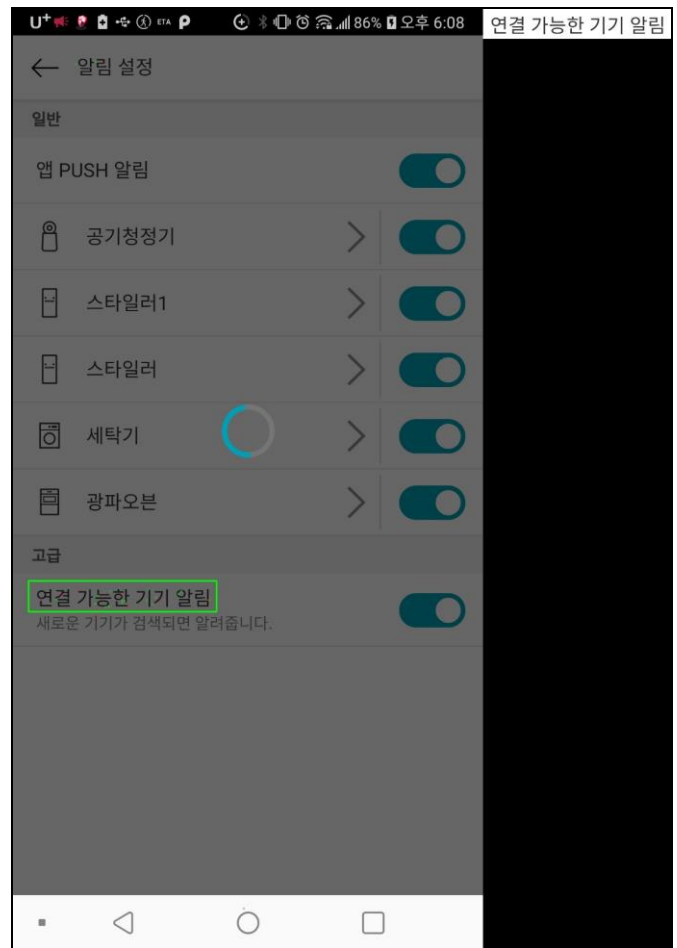 U+ ETA 86% 오후 6:08
연결 가능한 기기 알림
알림 설정
일반
앱 PUSH 알림
공기청정기
스타일러1
스타일러
세탁기
광파오븐
고급
연결 가능한 기기 알림
새로운 기기가 검색되면 알려줍니다.